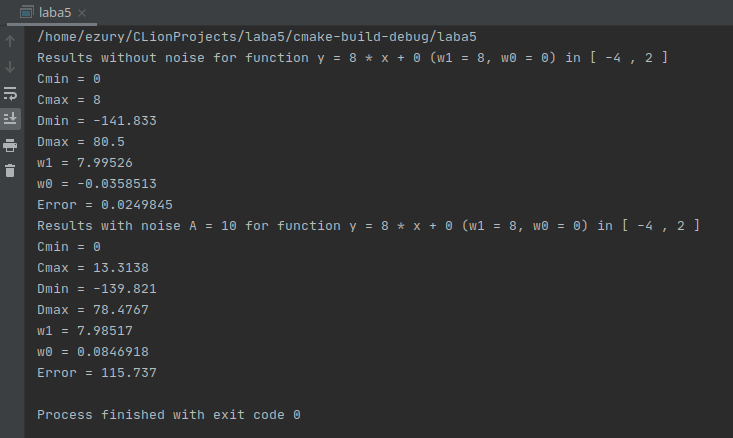 laba5
/home/ezury/CLionProjects/laba5/cmake-build-debug/laba5
Results without noise for function y = 8 * x + 0 (w1 = 8, w0 = 0) in [ -4 , 2 ]
Cmin = 0
Cmax = 8
Dmin = -141.833
Dmax = 80.5
w1 = 7.99526
w0 = -0.0358513
Error = 0.0249845
Results with noise A = 10 for function y = 8 * x + 0 (w1 = 8, w0 = 0) in [ -4 , 2 ]
Cmin = 0
Cmax = 13.3138
Dmin = -139.821
Dmax = 78.4767
w1 = 7.98517
w0 = 0.0846918
Error = 115.737
Process finished with exit code 0